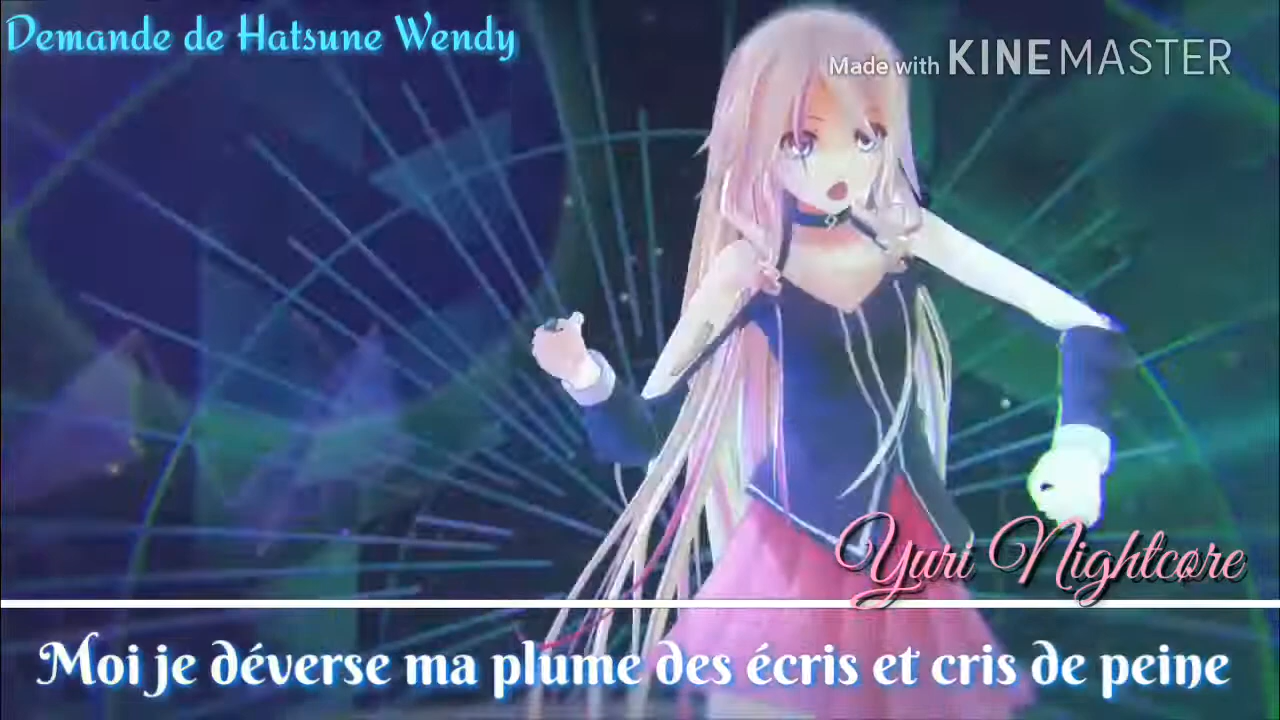 Demande de Hatsune Wendy
Made with KINEMASTER
Yuri Nightcore
Moi je déverse ma plume des écris et cris de peine